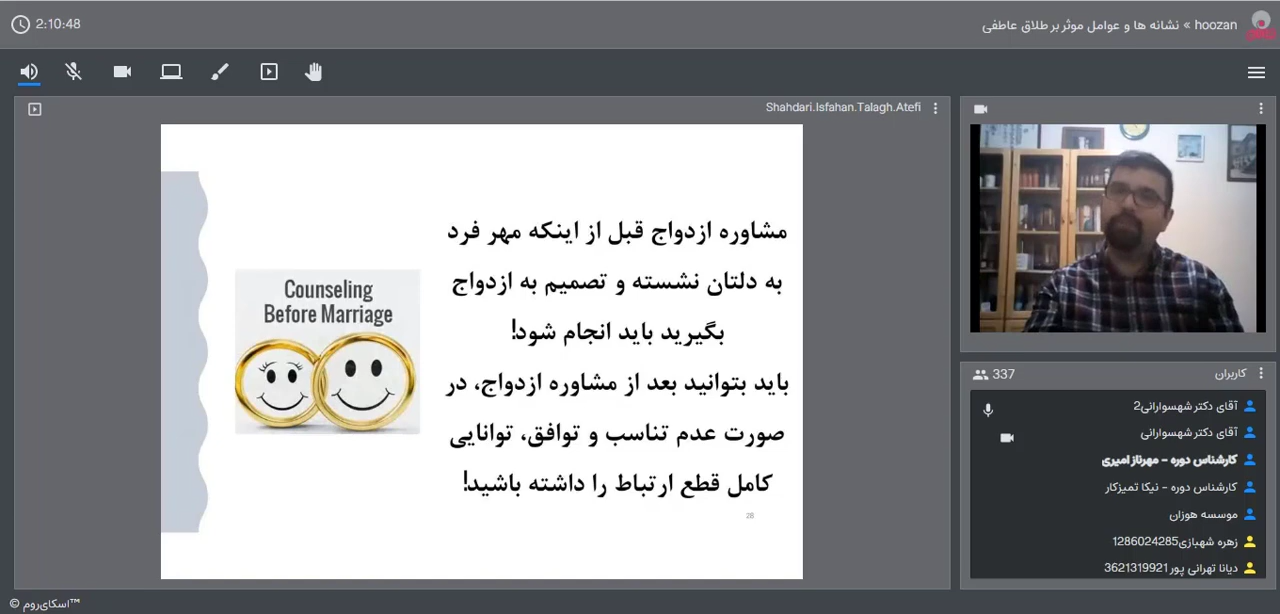 2:10:48
hoozan » نشانه ها و عوامل موثر بر طلاق عاطفی
Shahdari.Isfahan.Talagh.Atefi
مشاوره ازدواج قبل از اینکه مهر فرد
به دلتان نشسته و تصمیم به ازدواج
بگیرید باید انجام شود!
باید بتوانید بعد از مشاوره ازدواج، در
صورت عدم تناسب و توافق، توانایی
کامل قطع ارتباط را داشته باشید!
Counseling
Before Marriage
28
337
کاربران
آقای دکتر شهسوارانی2
آقای دکتر شهسوارانی
کارشناس دوره - مهرناز امیری
کارشناس دوره - نیکا تمیزکار
موسسه هوزان
زهره شهبازی1286024285
دیانا تهرانی پور 3621319921
اسکای‌روم™ ©